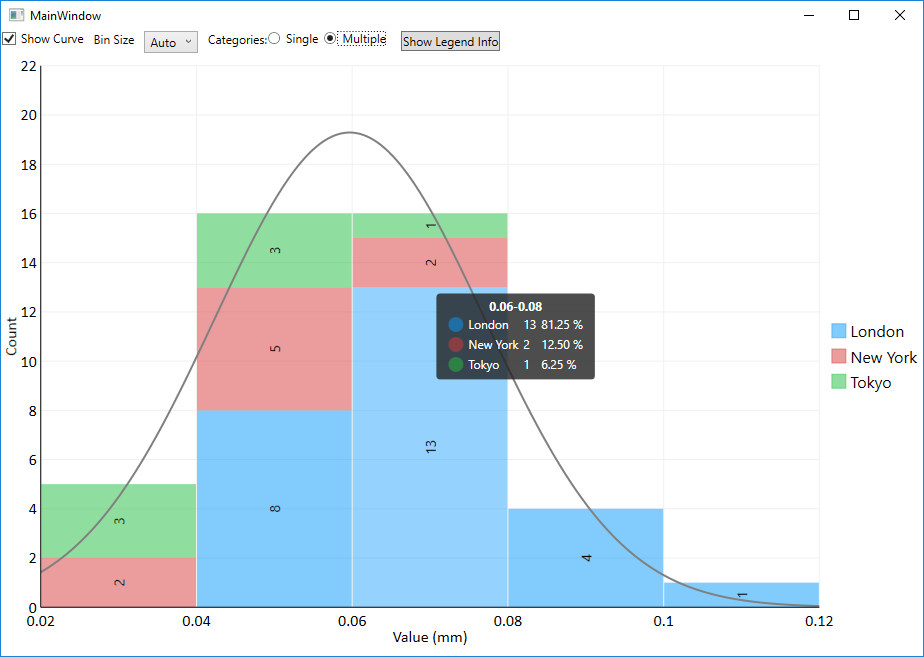 MainWindow
Show Curve Bin Size Auto Categories: Single Multiple Show Legend Info
22
20
18
16
14
12
10
8
6
4
2
0
Count
3
2
3
5
8
1
2
13
4
1
0.06-0.08
London 13 81.25 %
New York 2 12.50 %
Tokyo 1 6.25 %
London
New York
Tokyo
0.02 0.04 0.06 0.08 0.1 0.12
Value (mm)